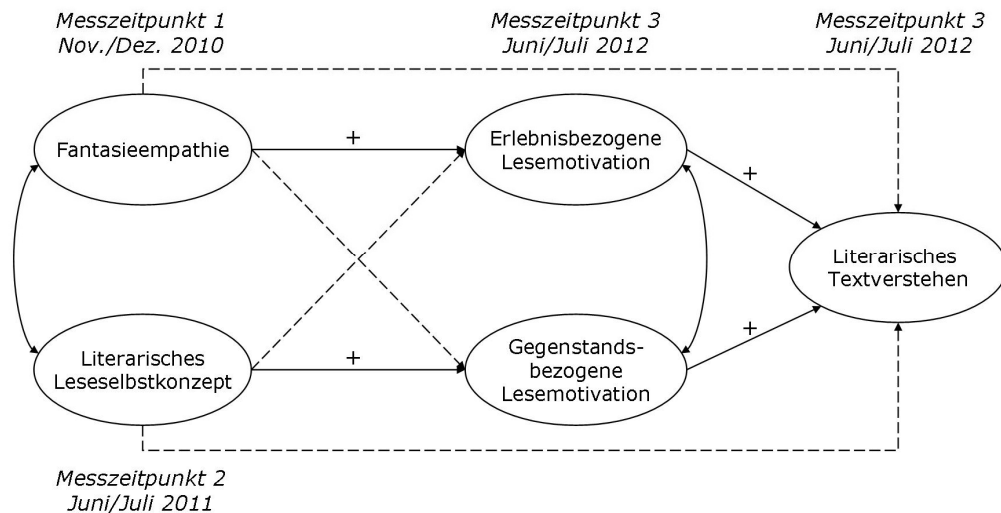 Messzeitpunkt 1
Nov./Dez. 2010
Messzeitpunkt 3
Juni/Juli 2012
Messzeitpunkt 3
Juni/Juli 2012
Fantasieempathie
+
Erlebnisbezogene
Lesemotivation
+
Literarisches
Textverstehen
Literarisches
Leseselbstkonzept
+
Gegenstands-
bezogene
Lesemotivation
+
Messzeitpunkt 2
Juni/Juli 2011